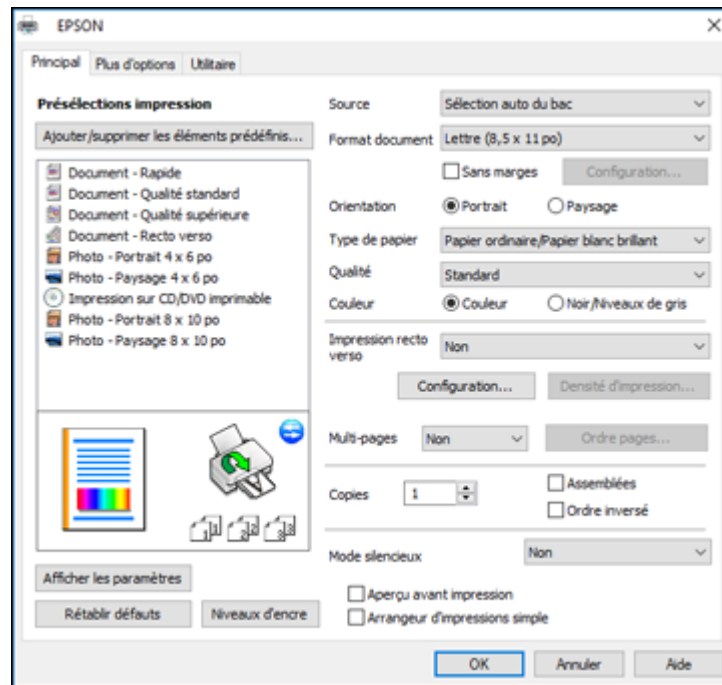 EPSON
Principal
Plus d'options
Utilitaire
Présélections impression
Ajouter/supprimer les éléments prédéfinis...
Document - Rapide
Document - Qualité standard
Document - Qualité supérieure
Document - Recto verso
Photo - Portrait 4 x 6 po
Photo - Paysage 4 x 6 po
Impression sur CD/DVD imprimable
Photo - Portrait 8 x 10 po
Photo - Paysage 8 x 10 po
1 1 2 2 3 3
Afficher les paramètres
Rétablir défauts
Niveaux d'encre
Source
Sélection auto du bac
Format document
Lettre (8,5 x 11 po)
Sans marges
Configuration...
Orientation
Portrait
Paysage
Type de papier
Papier ordinaire/Papier blanc brillant
Qualité
Standard
Couleur
Couleur
Noir/Niveaux de gris
Impression recto
verso
Non
Configuration...
Densité d'impression...
Multi-pages
Non
Ordre pages...
Copies
1
Assemblées
Ordre inversé
Mode silencieux
Non
Aperçu avant impression
Arrangeur d'impressions simple
OK
Annuler
Aide